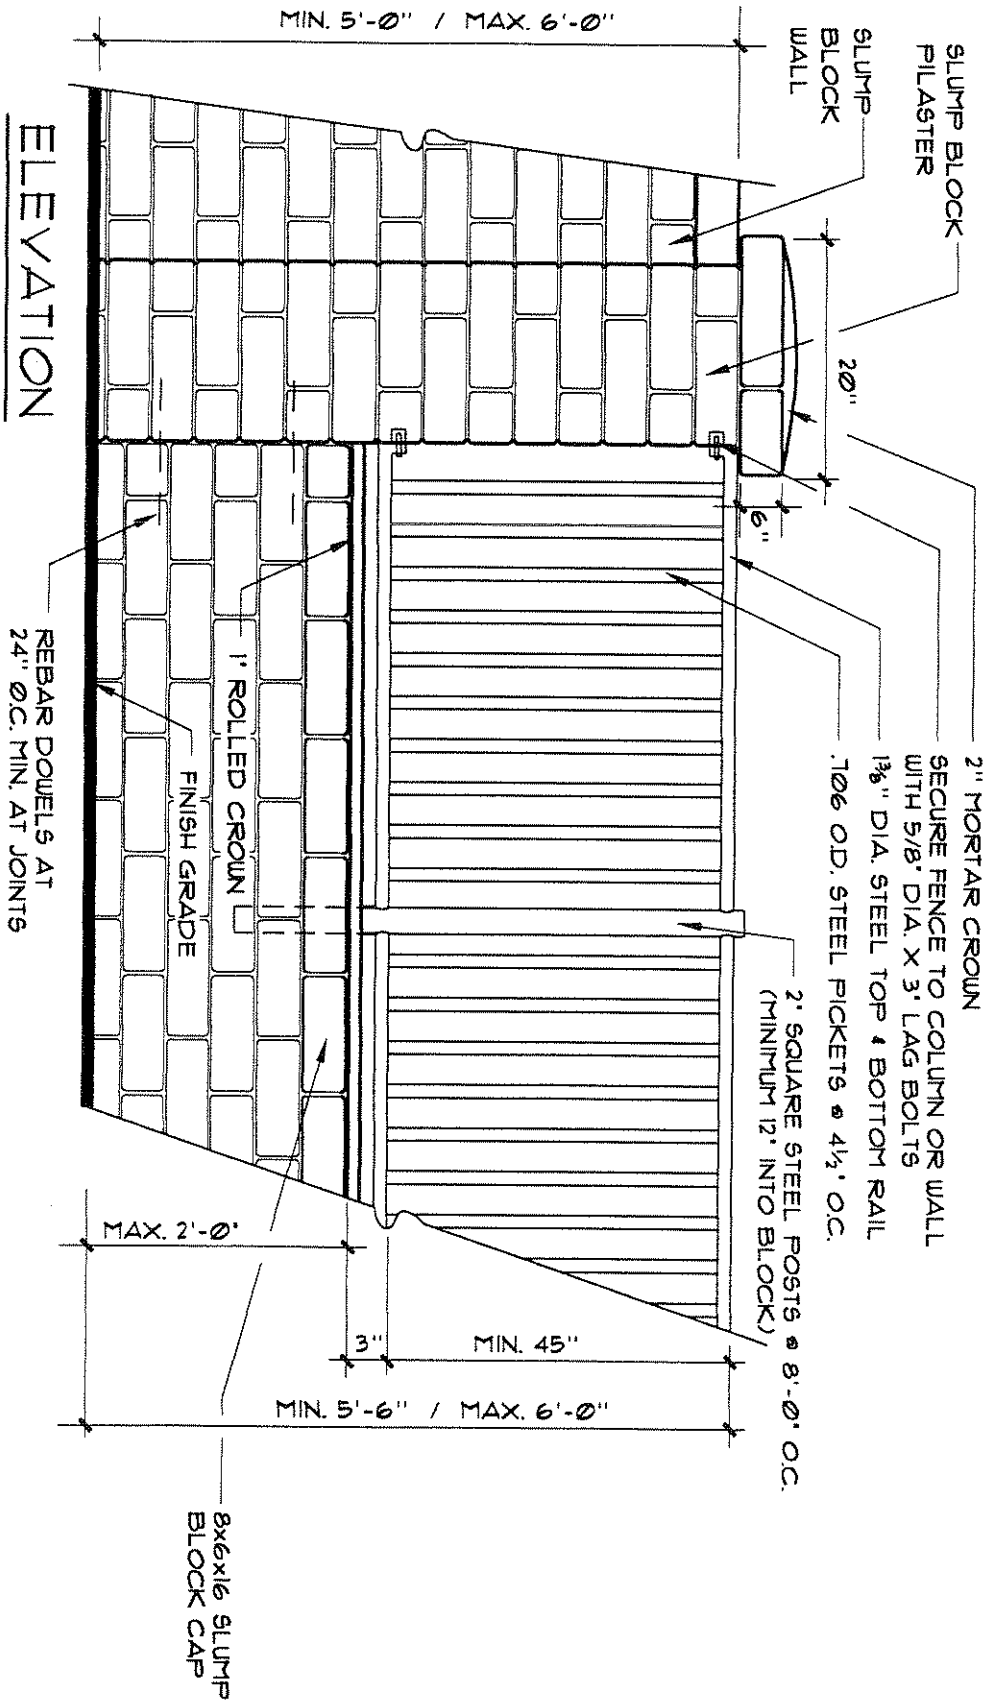 SLUMP BLOCK
PILASTER
SLUMP
BLOCK
WALL
2" MORTAR CROWN
SECURE FENCE TO COLUMN OR WALL
WITH 5/8" DIA. X 3" LAG BOLTS
1⅜" DIA. STEEL TOP & BOTTOM RAIL
.706 O.D. STEEL PICKETS @ 4½" O.C.
2" SQUARE STEEL POSTS @ 8'-0" O.C.
(MINIMUM 12" INTO BLOCK)
20"
6"
MIN. 5'-0" / MAX. 6'-0"
MIN. 45"
3"
MAX. 2'-0"
MIN. 5'-6" / MAX. 6'-0"
1" ROLLED CROWN
FINISH GRADE
REBAR DOWELS AT
24" O.C. MIN. AT JOINTS
8x6x16 SLUMP
BLOCK CAP
ELEVATION